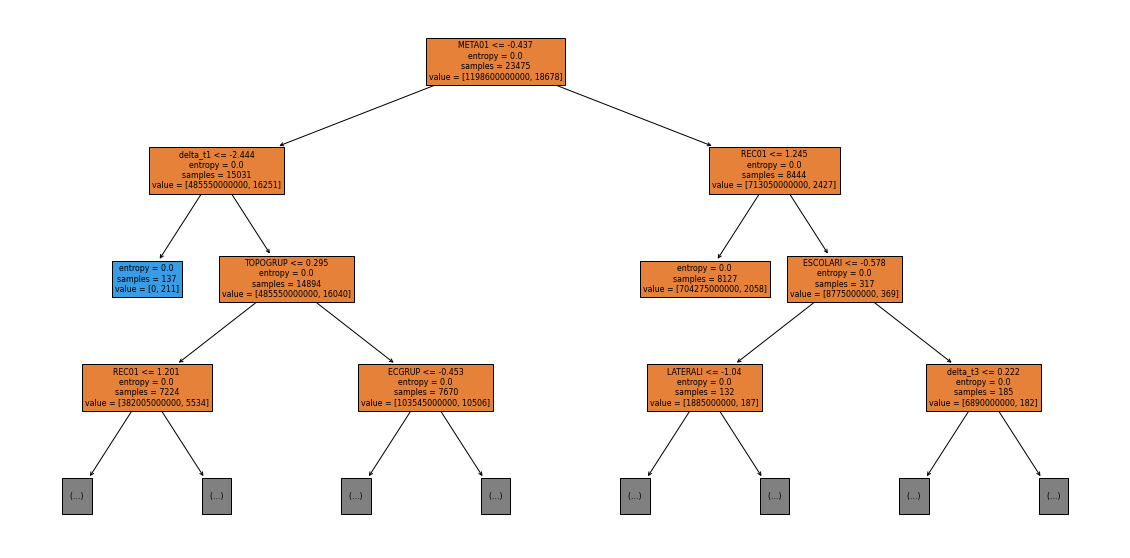 META01 <= -0.437
entropy = 0.0
samples = 23475
value = [1198600000000, 18678]
delta_t1 <= -2.444
entropy = 0.0
samples = 15031
value = [485550000000, 16251]
REC01 <= 1.245
entropy = 0.0
samples = 8444
value = [713050000000, 2427]
entropy = 0.0
samples = 137
value = [0, 211]
TOPOGRUP <= 0.295
entropy = 0.0
samples = 14894
value = [485550000000, 16040]
entropy = 0.0
samples = 8127
value = [704275000000, 2058]
ESCOLARI <= -0.578
entropy = 0.0
samples = 317
value = [8775000000, 369]
REC01 <= 1.201
entropy = 0.0
samples = 7224
value = [382005000000, 5534]
ECGRUP <= -0.453
entropy = 0.0
samples = 7670
value = [103545000000, 10506]
LATERALI <= -1.04
entropy = 0.0
samples = 132
value = [1885000000, 187]
delta_t3 <= 0.222
entropy = 0.0
samples = 185
value = [6890000000, 182]
(...)
(...)
(...)
(...)
(...)
(...)
(...)
(...)